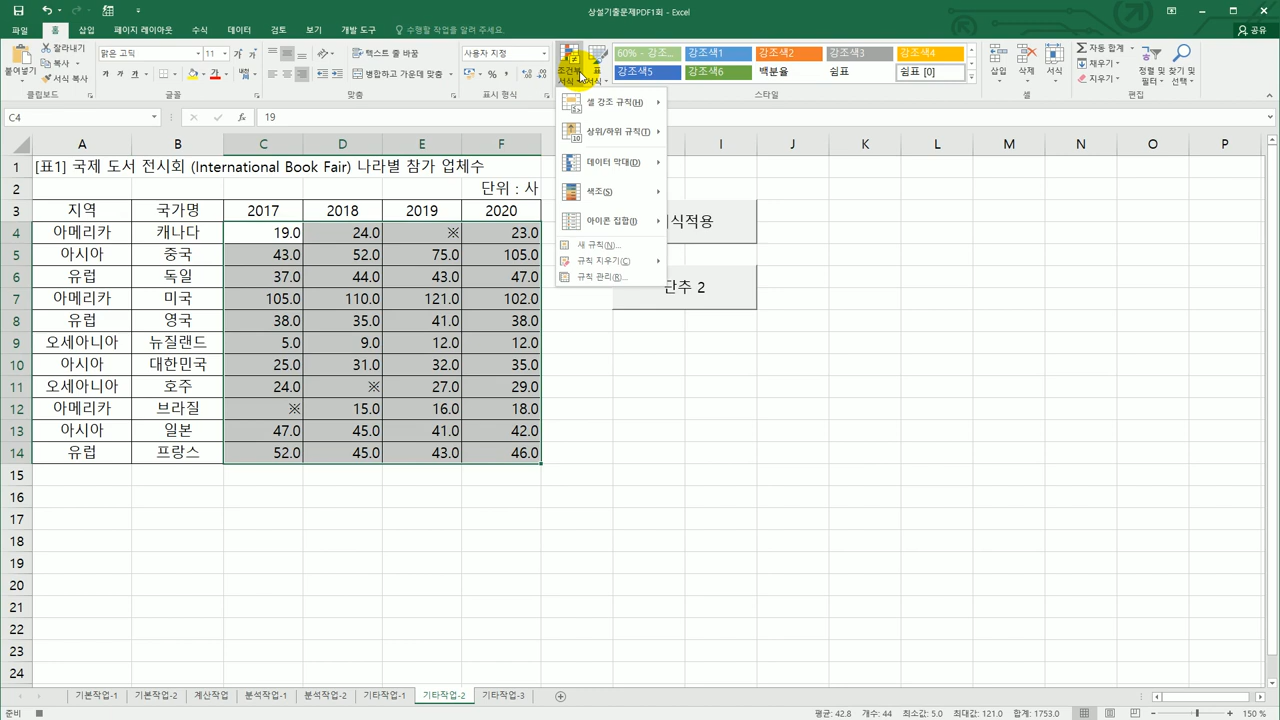 상설기출문제PDF1회 - Excel
파일 홈 삽입 페이지 레이아웃 수식 데이터 검토 보기 개발 도구 수행할 작업을 알려 주세요. 공유
붙여넣기 잘라내기 복사 서식 복사 클립보드
맑은 고딕 11 가 가 가 가 가 글꼴
텍스트 줄 바꿈 병합하고 가운데 맞춤 맞춤
사용자 지정 % 표시 형식
조건부 서식 표 서식
60% - 강조... 강조색1 강조색2 강조색3 강조색4
강조색5 강조색6 백분율 쉼표 쉼표 [0]
스타일
삽입 삭제 서식 셀
자동 합계 채우기 지우기 정렬 및 찾기 및 선택 편집
셀 강조 규칙(H)
상위/하위 규칙(T)
데이터 막대(D)
색조(S)
아이콘 집합(I)
새 규칙(N)...
규칙 지우기(C)
규칙 관리(R)...
C4 fx 19
A B C D E F I J K L M N O P
1 [표1] 국제 도서 전시회 (International Book Fair) 나라별 참가 업체수
2 단위 : 사
3 지역 국가명 2017 2018 2019 2020
4 아메리카 캐나다 19.0 24.0 ※ 23.0
5 아시아 중국 43.0 52.0 75.0 105.0
6 유럽 독일 37.0 44.0 43.0 47.0
7 아메리카 미국 105.0 110.0 121.0 102.0
8 유럽 영국 38.0 35.0 41.0 38.0
9 오세아니아 뉴질랜드 5.0 9.0 12.0 12.0
10 아시아 대한민국 25.0 31.0 32.0 35.0
11 오세아니아 호주 24.0 ※ 27.0 29.0
12 아메리카 브라질 ※ 15.0 16.0 18.0
13 아시아 일본 47.0 45.0 41.0 42.0
14 유럽 프랑스 52.0 45.0 43.0 46.0
15
16
17
18
19
20
21
22
23
24
식적용
단추 2
기본작업-1 기본작업-2 계산작업 분석작업-1 분석작업-2 기타작업-1 기타작업-2 기타작업-3
준비 평균: 42.8 개수: 44 최소값: 5.0 최대값: 121.0 합계: 1753.0 150 %